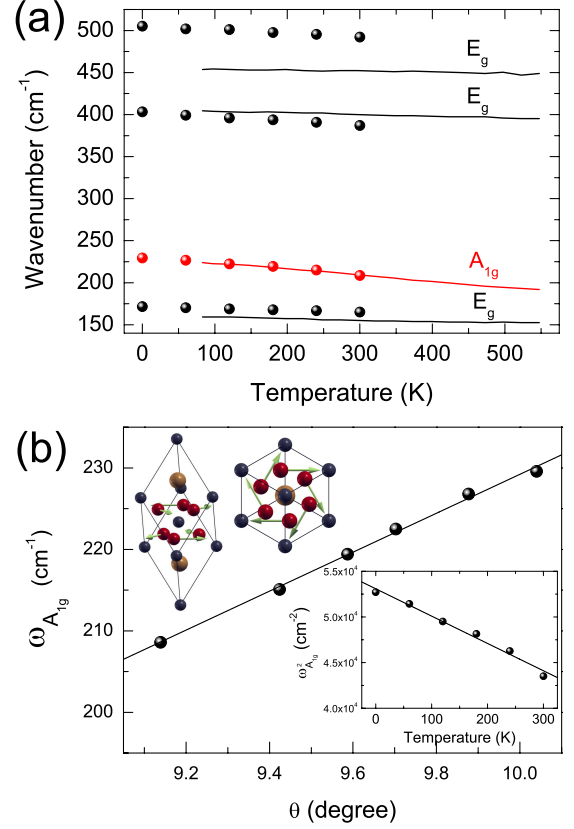 (a)
500
450
400
350
300
250
200
150
Wavenumber (cm-1)
Eg
Eg
A1g
Eg
0 100 200 300 400 500
Temperature (K)
(b)
230
220
210
200
ωA1g (cm-1)
9.2 9.4 9.6 9.8 10.0
θ (degree)
5.5x10⁴
5.0x10⁴
4.5x10⁴
4.0x10⁴
ω²A1g (cm-2)
0 100 200 300
Temperature (K)